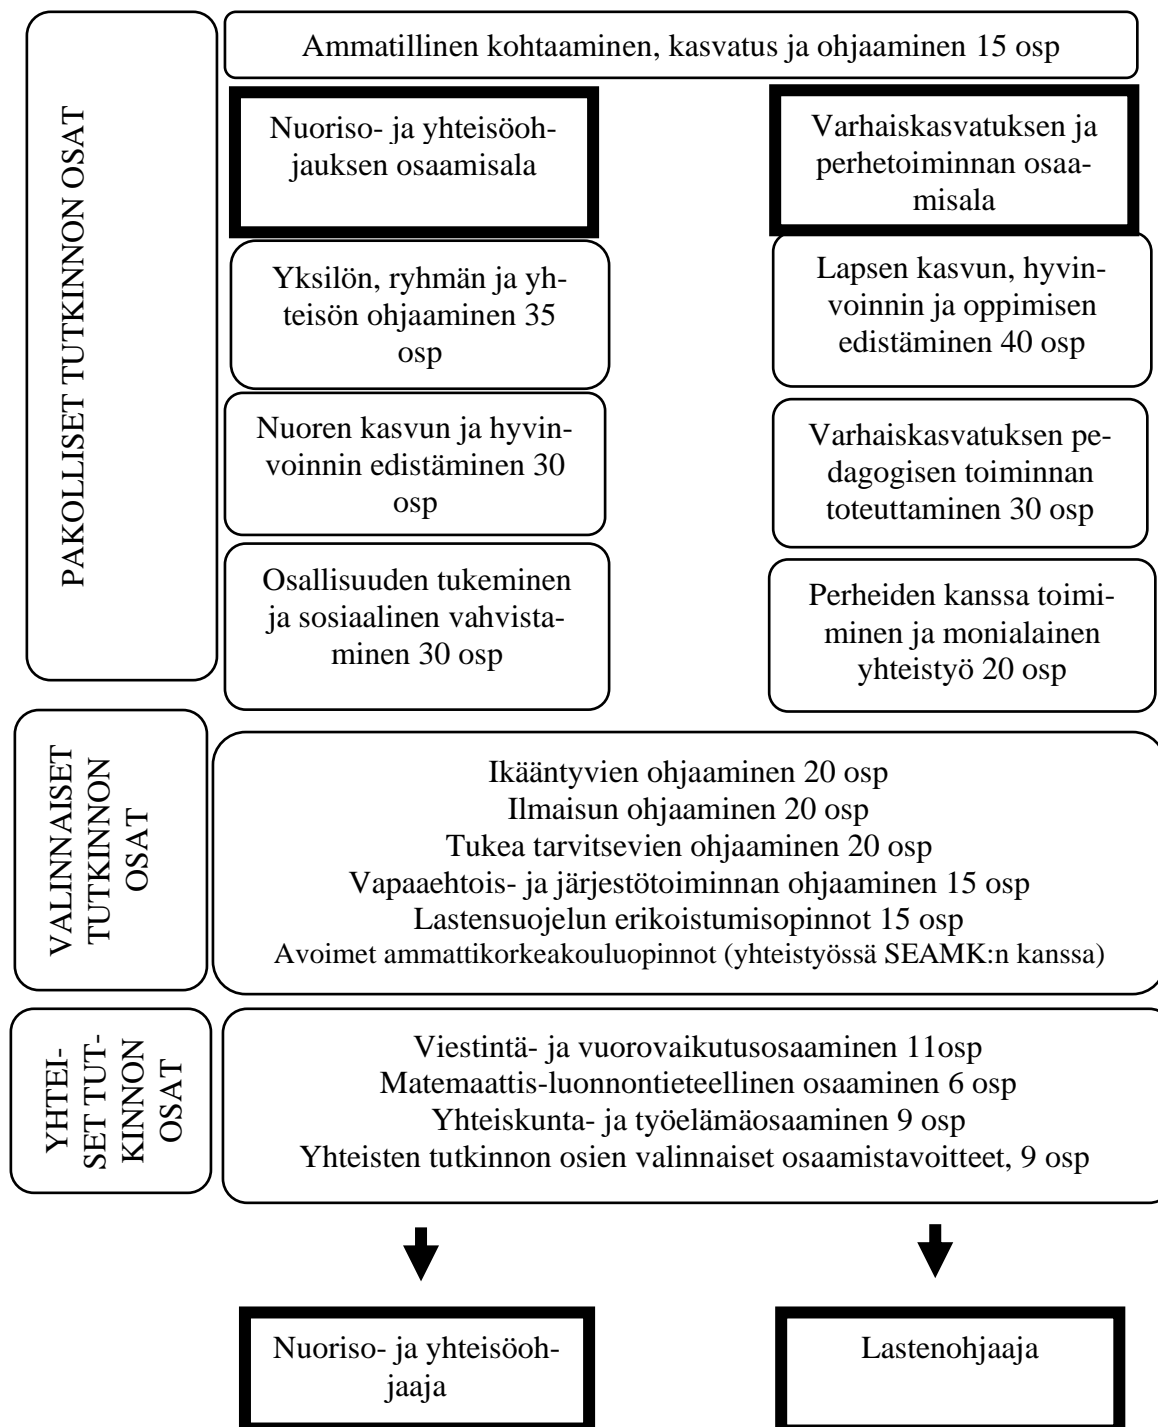 PAKOLLISET TUTKINNON OSAT
Ammatillinen kohtaaminen, kasvatus ja ohjaaminen 15 osp
Nuoriso- ja yhteisöoh-
jauksen osaamisala
Varhaiskasvatuksen ja
perhetoiminnan osaa-
misala
Yksilön, ryhmän ja yh-
teisön ohjaaminen 35
osp
Lapsen kasvun, hyvin-
voinnin ja oppimisen
edistäminen 40 osp
Nuoren kasvun ja hyvin-
voinnin edistäminen 30
osp
Varhaiskasvatuksen pe-
dagogisen toiminnan
toteuttaminen 30 osp
Osallisuuden tukeminen
ja sosiaalinen vahvista-
minen 30 osp
Perheiden kanssa toimi-
minen ja monialainen
yhteistyö 20 osp
VALINNAISET
TUTKINNON
OSAT
Ikääntyvien ohjaaminen 20 osp
Ilmaisun ohjaaminen 20 osp
Tukea tarvitsevien ohjaaminen 20 osp
Vapaaehtois- ja järjestötoiminnan ohjaaminen 15 osp
Lastensuojelun erikoistumisopinnot 15 osp
Avoimet ammattikorkeakouluopinnot (yhteistyössä SEAMK:n kanssa)
YHTEI-
SET TUT-
KINNON
OSAT
Viestintä- ja vuorovaikutusosaaminen 11osp
Matemaattis-luonnontieteellinen osaaminen 6 osp
Yhteiskunta- ja työelämäosaaminen 9 osp
Yhteisten tutkinnon osien valinnaiset osaamistavoitteet, 9 osp
Nuoriso- ja yhteisöoh-
jaaja
Lastenohjaaja